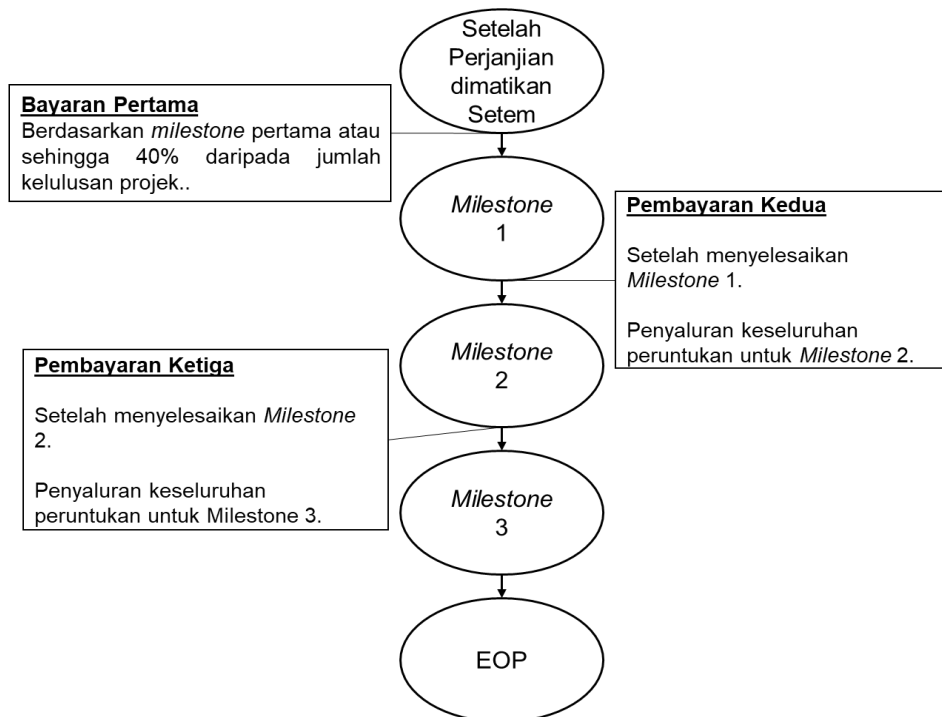 Setelah
Perjanjian
dimatikan
Setem
Bayaran Pertama
Berdasarkan milestone pertama atau
sehingga 40% daripada jumlah
kelulusan projek..
Milestone
1
Pembayaran Kedua
Setelah menyelesaikan
Milestone 1.
Penyaluran keseluruhan
peruntukan untuk Milestone 2.
Milestone
2
Pembayaran Ketiga
Setelah menyelesaikan Milestone
2.
Penyaluran keseluruhan
peruntukan untuk Milestone 3.
Milestone
3
EOP